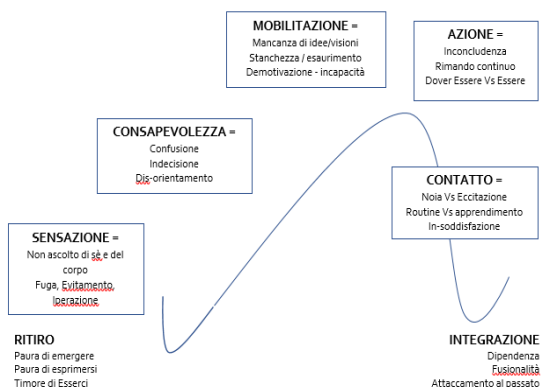 MOBILITAZIONE =
Mancanza di idee/visioni
Stanchezza / esaurimento
Demotivazione - incapacità
AZIONE =
Inconcludenza
Rimando continuo
Dover Essere Vs Essere
CONSAPEVOLEZZA =
Confusione
Indecisione
Dis-orientamento
CONTATTO =
Noia Vs Eccitazione
Routine Vs apprendimento
In-soddisfazione
SENSAZIONE =
Non ascolto di sè e del
corpo
Fuga, Evitamento,
Iperazione
RITIRO
Paura di emergere
Paura di esprimersi
Timore di Esserci
INTEGRAZIONE
Dipendenza
Fusionalità
Attaccamento al passato